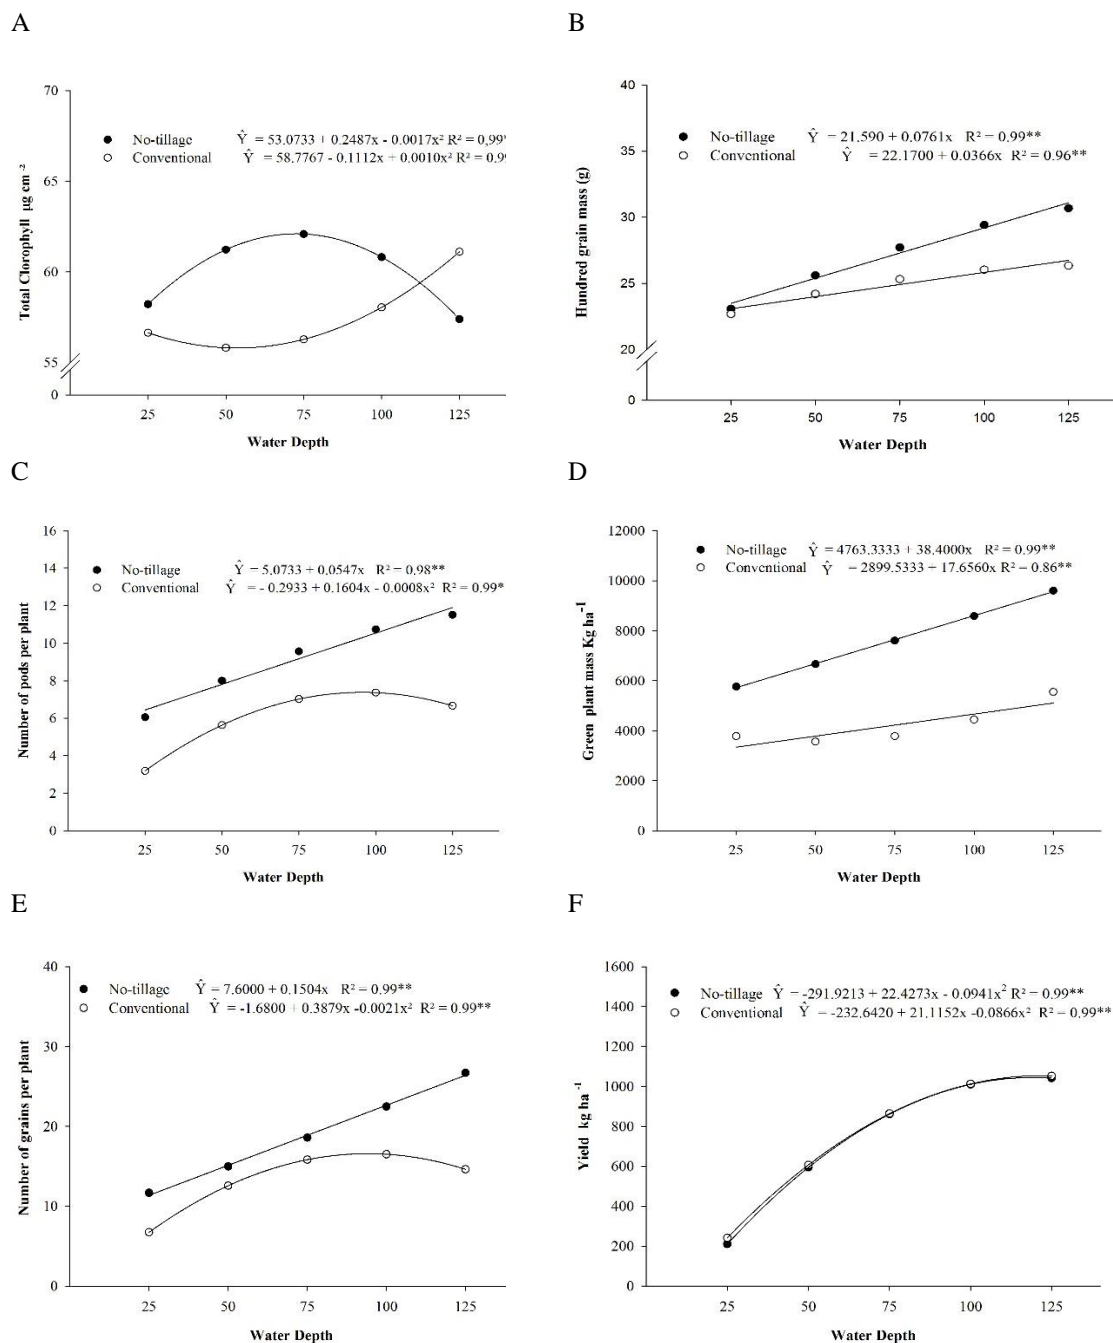 A
70
65
60
55
0
No-tillage Ŷ = 53.0733 + 0.2487x - 0.0017x² R² = 0,99
Conventional Ŷ = 58.7767 - 0.1112x + 0.0010x² R² = 0.99
Total Clorophyll µg cm -²
25 50 75 100 125
Water Depth
B
40
35
30
25
20
0
No-tillage Ŷ = 21.590 + 0.0761x R² = 0.99**
Conventional Ŷ = 22.1700 + 0.0366x R² = 0.96**
Hundred grain mass (g)
25 50 75 100 125
Water Depth
C
16
14
12
10
8
6
4
2
0
No-tillage Ŷ = 5.0733 + 0.0547x R² = 0.98**
Conventional Ŷ = - 0.2933 + 0.1604x - 0.0008x² R² = 0.99*
Number of pods per plant
25 50 75 100 125
Water Depth
D
12000
10000
8000
6000
4000
2000
0
No-tillage Ŷ = 4763.3333 + 38.4000x R² = 0.99**
Conventional Ŷ = 2899.5333 + 17.6560x R² = 0.86**
Green plant mass Kg ha⁻¹
25 50 75 100 125
Water Depth
E
40
30
20
10
0
No-tillage Ŷ = 7.6000 + 0.1504x R² = 0.99**
Conventional Ŷ = -1.6800 + 0.3879x -0.0021x² R² = 0.99**
Number of grains per plant
25 50 75 100 125
Water Depth
F
1600
1400
1200
1000
800
600
400
200
0
No-tillage Ŷ = -291.9213 + 22.4273x - 0.0941x² R² = 0.99**
Conventional Ŷ = -232.6420 + 21.1152x -0.0866x² R² = 0.99**
Yield kg ha ⁻¹
25 50 75 100 125
Water Depth